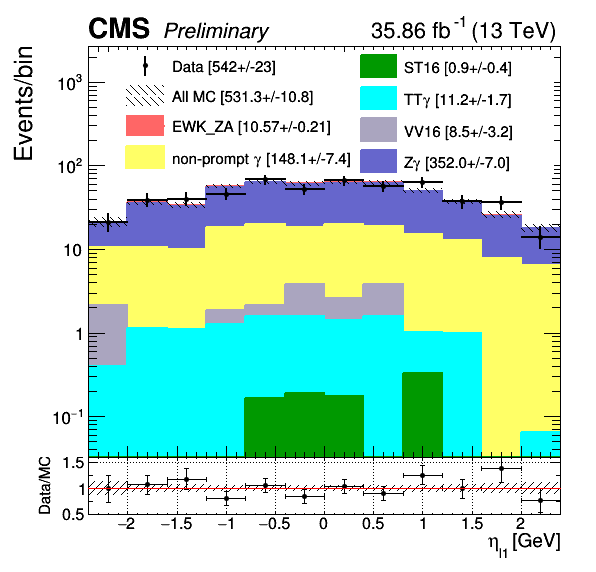 CMS Preliminary 35.86 fb⁻¹ (13 TeV)
Events/bin
Data [542+/-23]
All MC [531.3+/-10.8]
EWK_ZA [10.57+/-0.21]
non-prompt γ [148.1+/-7.4]
ST16 [0.9+/-0.4]
TTγ [11.2+/-1.7]
VV16 [8.5+/-3.2]
Zγ [352.0+/-7.0]
10³
10²
10
1
10⁻¹
Data/MC
1.5
1
0.5
−2 −1.5 −1 −0.5 0 0.5 1 1.5 2
η_l1 [GeV]